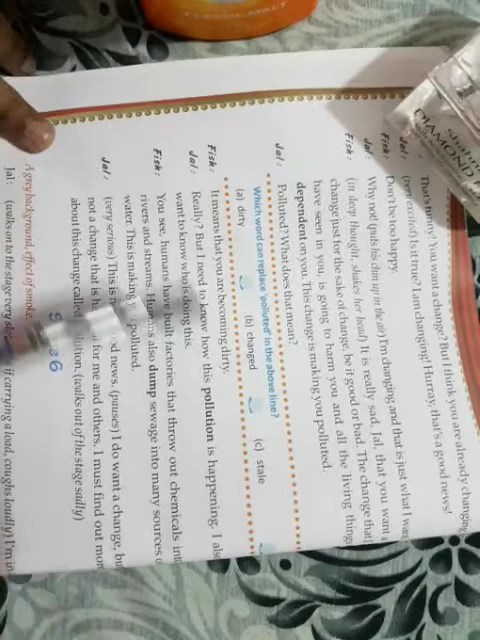 CLASSIC MALT
DIAMOND
That's funny! You want a change? But I think you are already changing
Jal: (very excited) Is it true? I am changing! Hurray, that's a good news!
Fish: Don't be too happy.
Jal: Why not! (puts his chin up in the air) I'm changing and that is just what I want
Fish: (in deep thought, shakes her head) It is really sad, Jal, that you want a
change just for the sake of change be it good or bad. The change that I
have seen in you, is going to harm you and all the living things
dependent on you. This change is making you polluted.
Jal: Polluted? What does that mean?
Which word can replace 'polluted' in the above line?
(a) dirty (b) changed (c) stale
Fish: It means that you are becoming dirty.
Jal: Really? But I need to know how this pollution is happening. I also
want to know who is doing this.
Fish: You see, humans have built factories that throw out chemicals into
rivers and streams. Humans also dump sewage into many sources of
water. This is making you polluted.
Jal: (very serious) This is not good news. (pauses) I do want a change, but
not a change that is for me and others. I must find out more
about this change called pollution. (walks out of the stage sadly)
A grey background, effect of smoke.
Jal: (walks on to the stage very if carrying a load, coughs loudly) I'm in